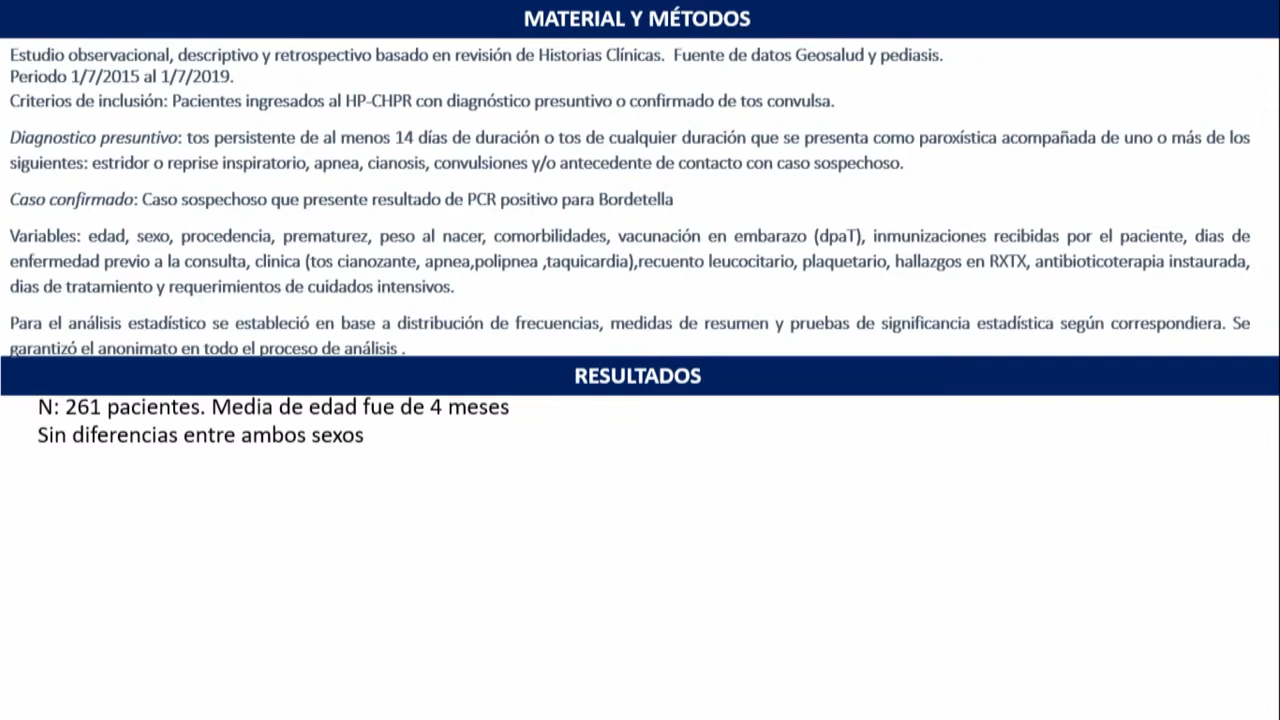 MATERIAL Y MÉTODOS
Estudio observacional, descriptivo y retrospectivo basado en revisión de Historias Clínicas.  Fuente de datos Geosalud y pediasis.
Periodo 1/7/2015 al 1/7/2019.
Criterios de inclusión: Pacientes ingresados al HP-CHPR con diagnóstico presuntivo o confirmado de tos convulsa.
Diagnostico presuntivo: tos persistente de al menos 14 días de duración o tos de cualquier duración que se presenta como paroxística acompañada de uno o más de los
siguientes: estridor o reprise inspiratorio, apnea, cianosis, convulsiones y/o antecedente de contacto con caso sospechoso.
Caso confirmado: Caso sospechoso que presente resultado de PCR positivo para Bordetella
Variables: edad, sexo, procedencia, prematurez, peso al nacer, comorbilidades, vacunación en embarazo (dpaT), inmunizaciones recibidas por el paciente, dias de
enfermedad previo a la consulta, clinica (tos cianozante, apnea,polipnea ,taquicardia),recuento leucocitario, plaquetario, hallazgos en RXTX, antibioticoterapia instaurada,
dias de tratamiento y requerimientos de cuidados intensivos.
Para el análisis estadístico se estableció en base a distribución de frecuencias, medidas de resumen y pruebas de significancia estadística según correspondiera. Se
garantizó el anonimato en todo el proceso de análisis .
RESULTADOS
N: 261 pacientes. Media de edad fue de 4 meses
Sin diferencias entre ambos sexos